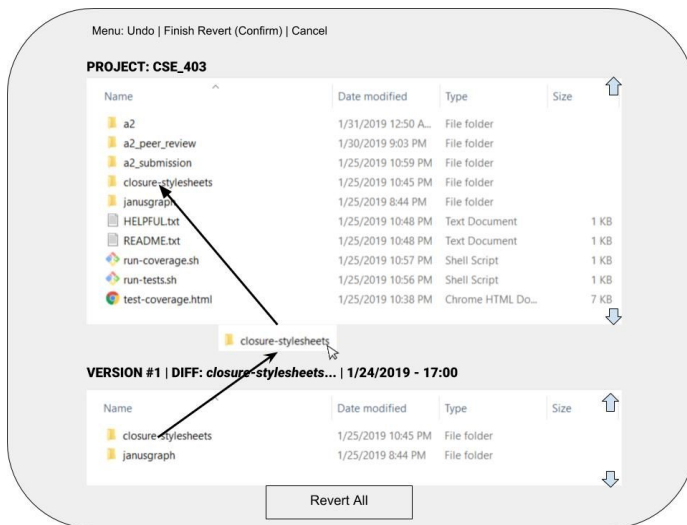 Menu: Undo | Finish Revert (Confirm) | Cancel
PROJECT: CSE_403
Name Date modified Type Size
a2 1/31/2019 12:50 A... File folder
a2_peer_review 1/30/2019 9:03 PM File folder
a2_submission 1/25/2019 10:59 PM File folder
closure-stylesheets 1/25/2019 10:45 PM File folder
janusgraph 1/25/2019 8:44 PM File folder
HELPFUL.txt 1/25/2019 10:48 PM Text Document 1 KB
README.txt 1/25/2019 10:48 PM Text Document 1 KB
run-coverage.sh 1/25/2019 10:57 PM Shell Script 1 KB
run-tests.sh 1/25/2019 10:56 PM Shell Script 1 KB
test-coverage.html 1/25/2019 10:38 PM Chrome HTML Do... 7 KB
closure-stylesheets
VERSION #1 | DIFF: closure-stylesheets... | 1/24/2019 - 17:00
Name Date modified Type Size
closure-stylesheets 1/25/2019 10:45 PM File folder
janusgraph 1/25/2019 8:44 PM File folder
Revert All